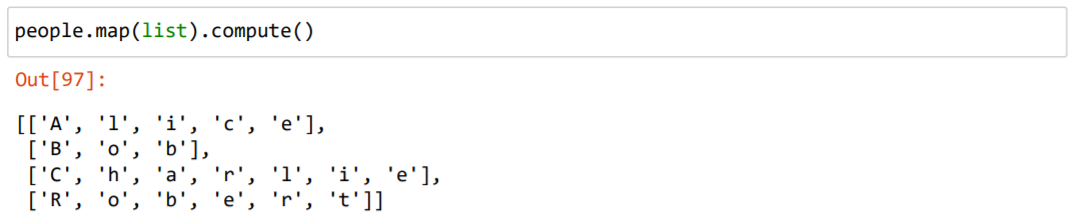 people.map(list).compute()
Out[97]:
[['A', 'l', 'i', 'c', 'e'],
['B', 'o', 'b'],
['C', 'h', 'a', 'r', 'l', 'i', 'e'],
['R', 'o', 'b', 'e', 'r', 't']]